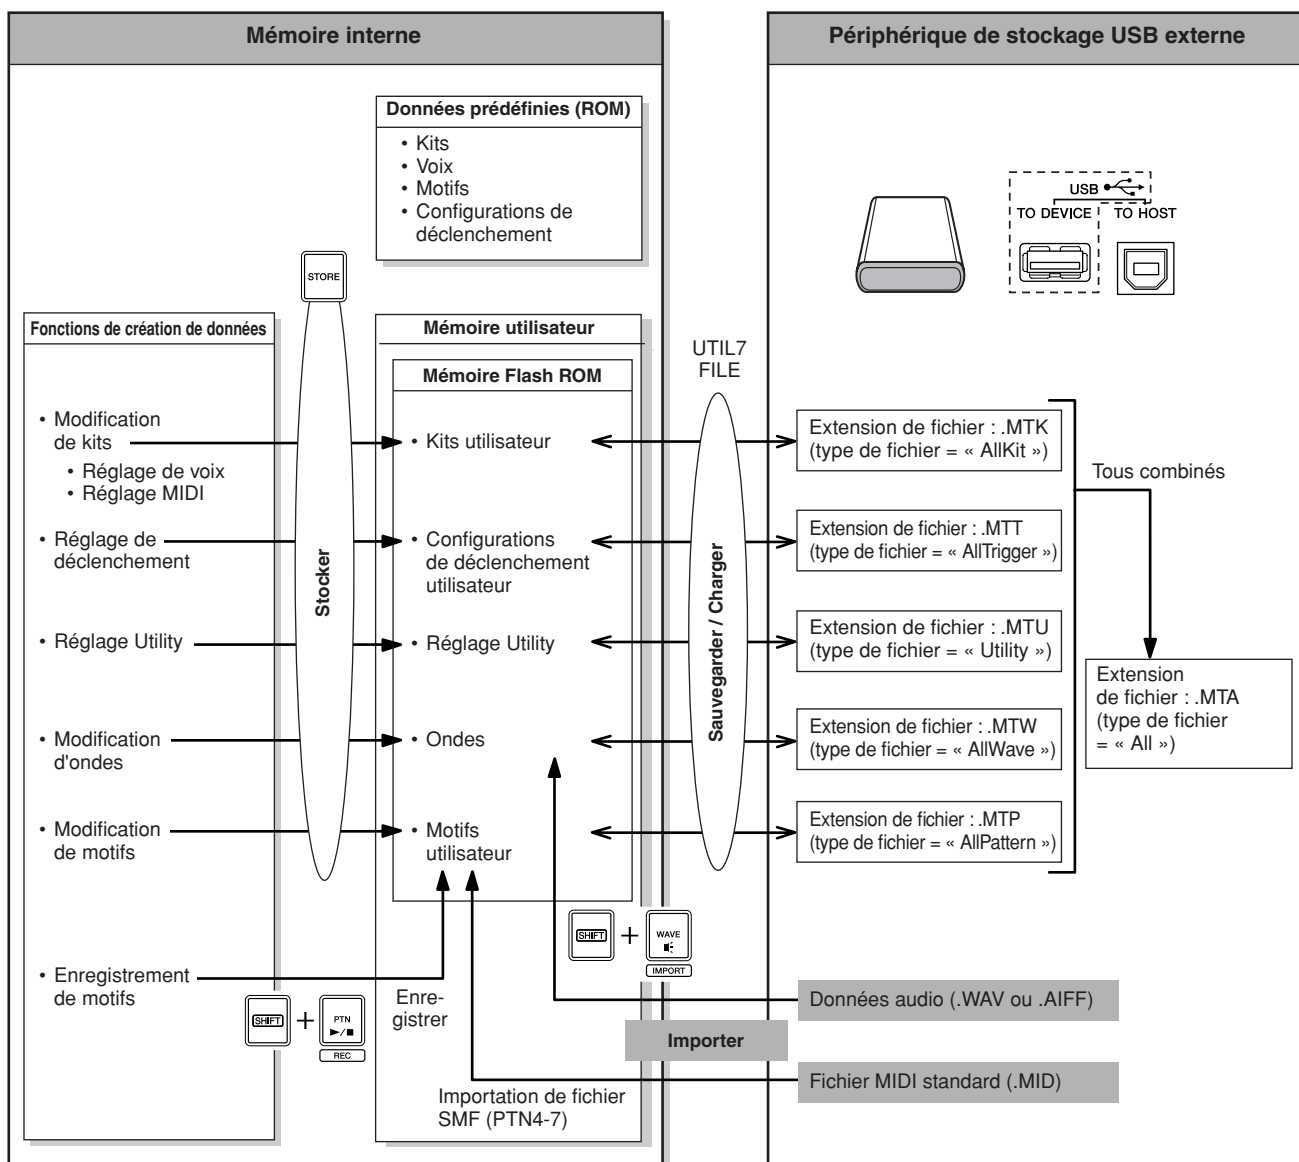 Mémoire interne
Périphérique de stockage USB externe
Données prédéfinies (ROM)
• Kits
• Voix
• Motifs
• Configurations de
déclenchement
USB
TO DEVICE
TO HOST
STORE
Fonctions de création de données
Mémoire utilisateur
Mémoire Flash ROM
UTIL7
FILE
• Modification
de kits
• Réglage de voix
• Réglage MIDI
• Kits utilisateur
Extension de fichier : .MTK
(type de fichier = « AllKit »)
Tous combinés
• Réglage de
déclenchement
• Configurations
de déclenchement
utilisateur
Extension de fichier : .MTT
(type de fichier = « AllTrigger »)
Stocker
Sauvegarder / Charger
• Réglage Utility
• Réglage Utility
Extension de fichier : .MTU
(type de fichier = « Utility »)
Extension
de fichier : .MTA
(type de fichier
= « All »)
• Modification
d'ondes
• Ondes
Extension de fichier : .MTW
(type de fichier = « AllWave »)
• Modification
de motifs
• Motifs
utilisateur
Extension de fichier : .MTP
(type de fichier = « AllPattern »)
SHIFT
+
WAVE
IMPORT
• Enregistrement
de motifs
SHIFT
+
PTN
►/■
REC
Enre-
gistrer
Données audio (.WAV ou .AIFF)
Importer
Fichier MIDI standard (.MID)
Importation de fichier
SMF (PTN4-7)